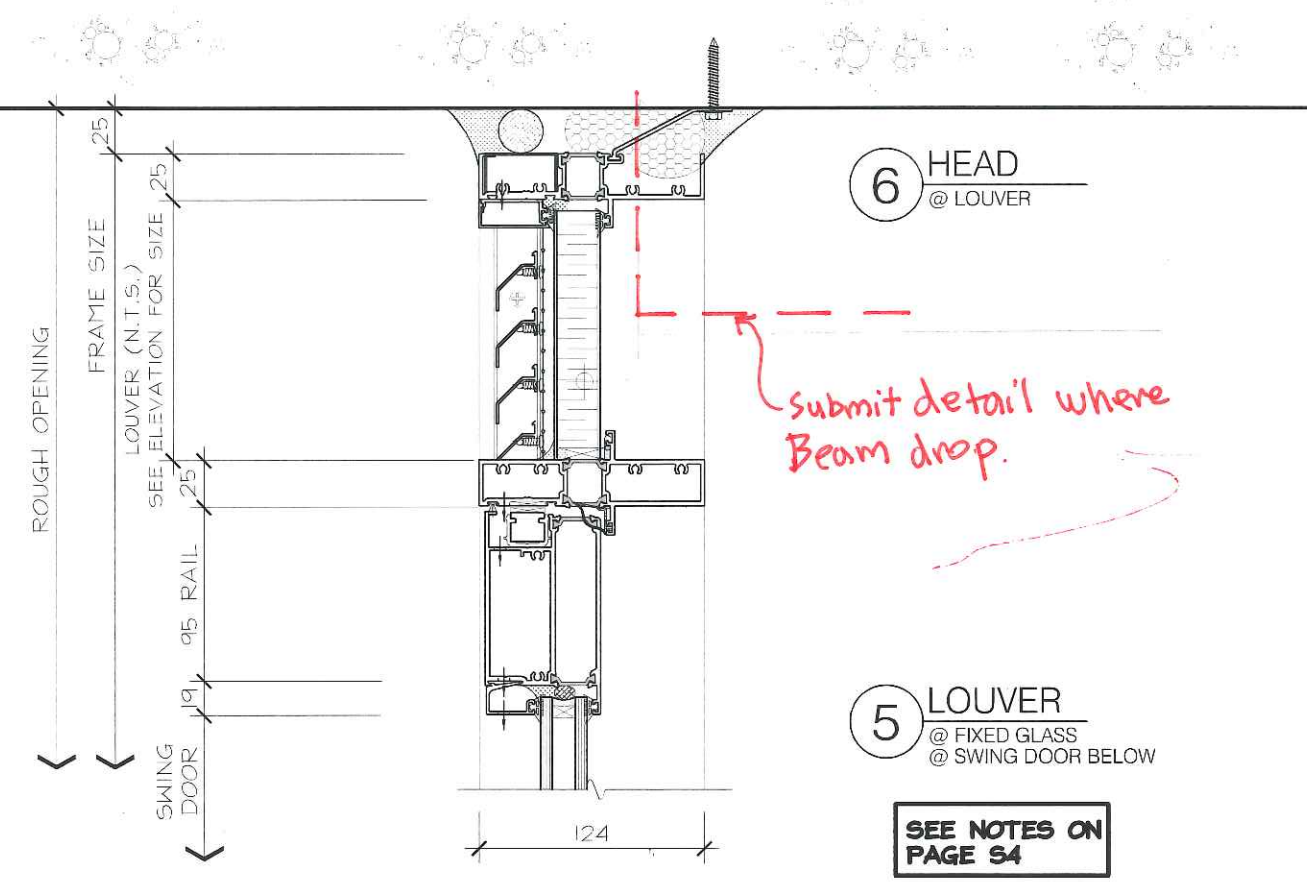 25
25
ROUGH OPENING
FRAME SIZE
LOUVER (N.T.S.)
SEE ELEVATION FOR SIZE
25
95 RAIL
19
SWING
DOOR
124
6
HEAD
@ LOUVER
Submit detail where
Beam drop.
5
LOUVER
@ FIXED GLASS
@ SWING DOOR BELOW
SEE NOTES ON
PAGE S4